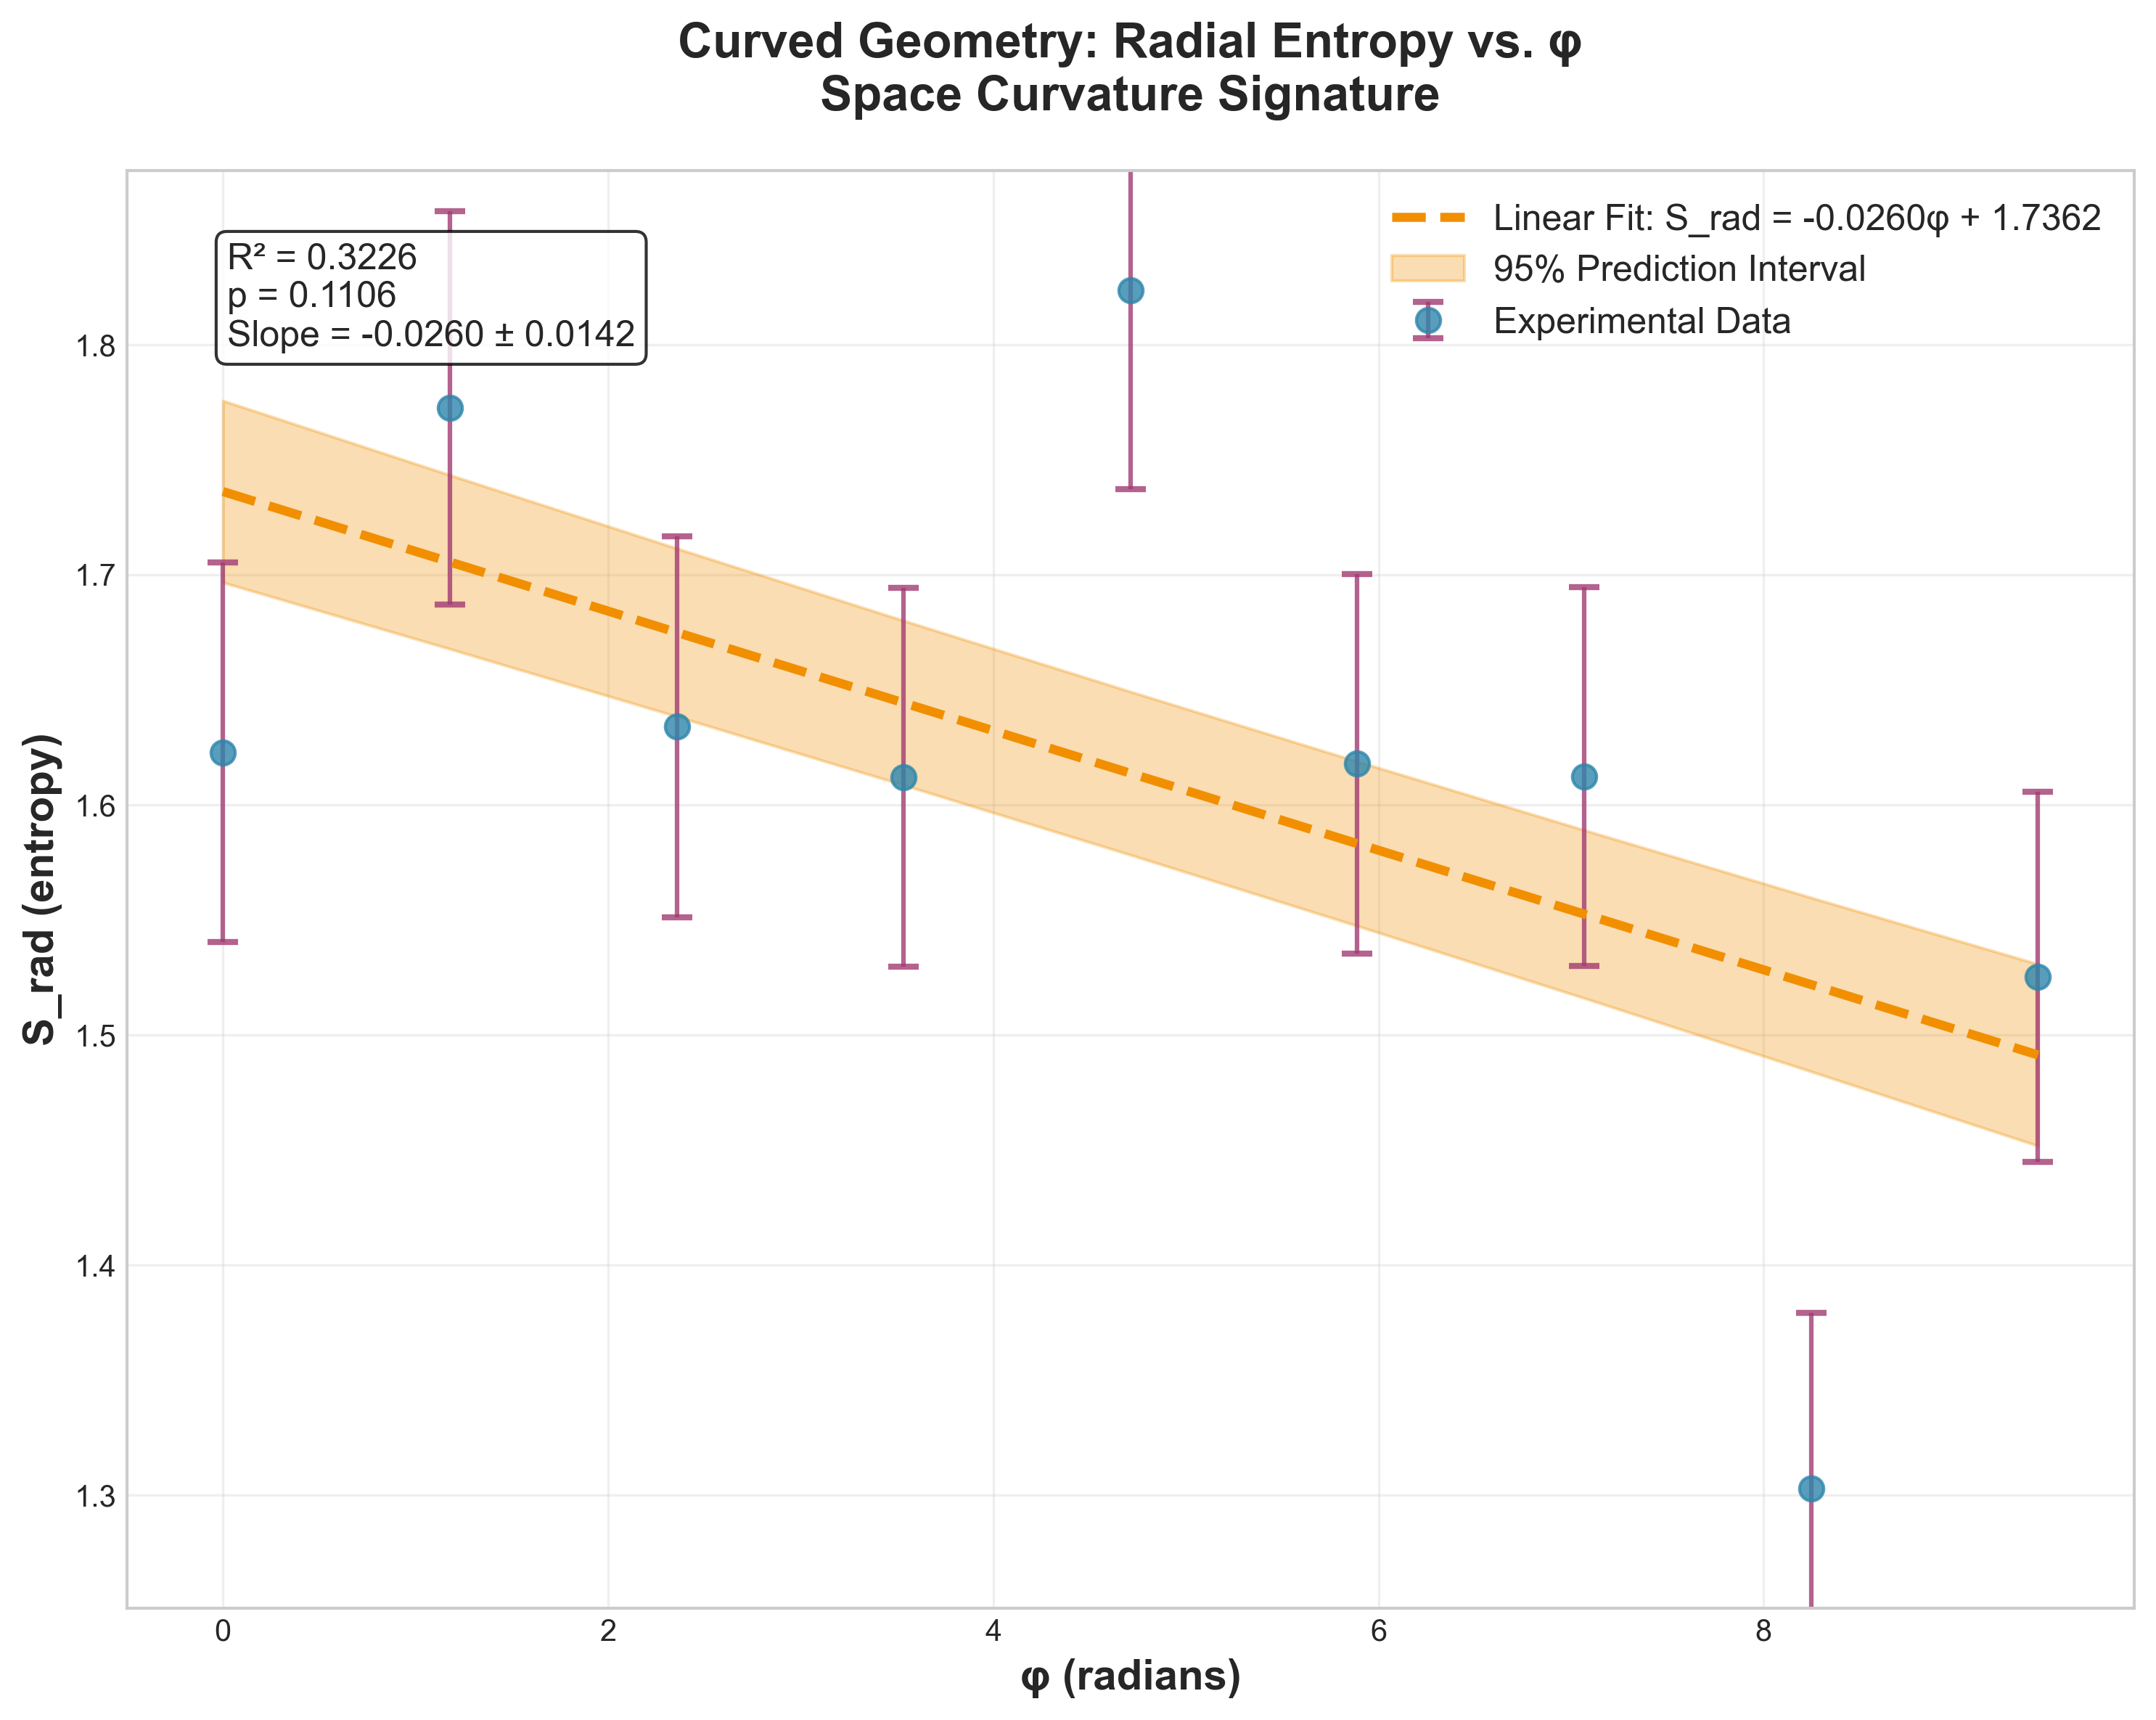 Curved Geometry: Radial Entropy vs. φ
Space Curvature Signature
R² = 0.3226
p = 0.1106
Slope = -0.0260 ± 0.0142
Linear Fit: S_rad = -0.0260φ + 1.7362
95% Prediction Interval
Experimental Data
S_rad (entropy)
1.8
1.7
1.6
1.5
1.4
1.3
0
2
4
6
8
φ (radians)